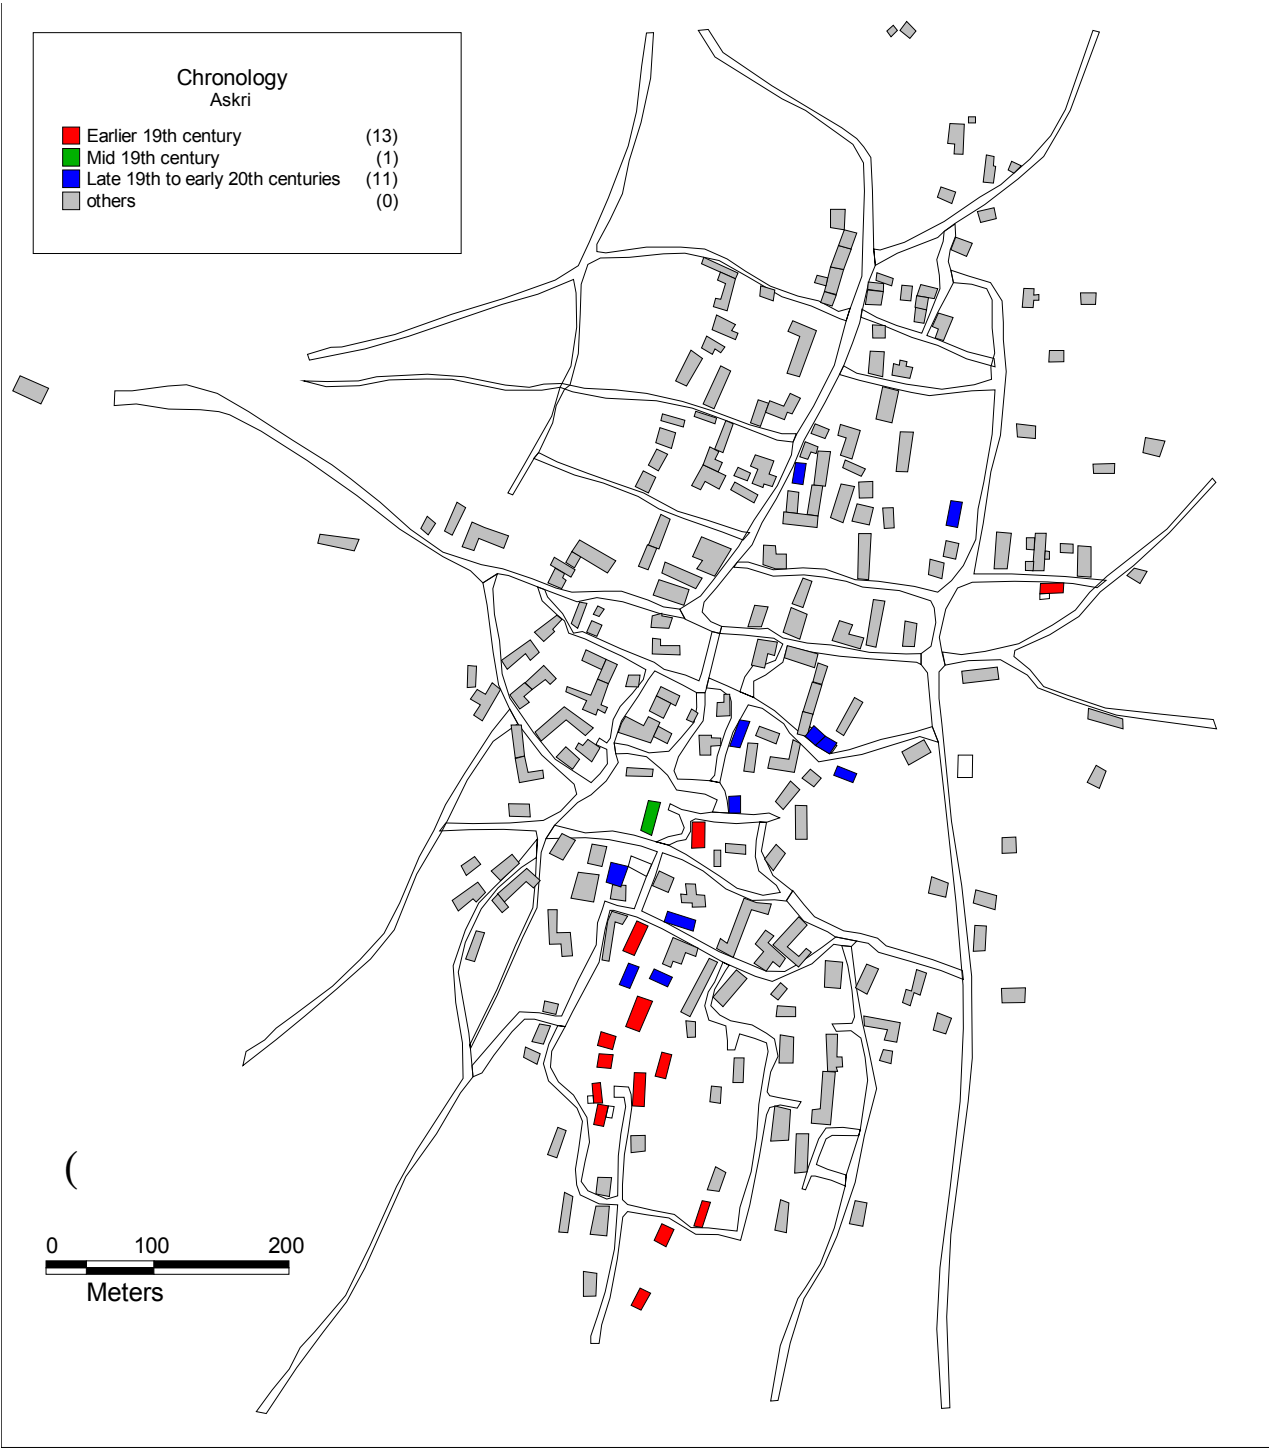 Chronology
Askri
Earlier 19th century (13)
Mid 19th century (1)
Late 19th to early 20th centuries (11)
others (0)
(
0 100 200
Meters